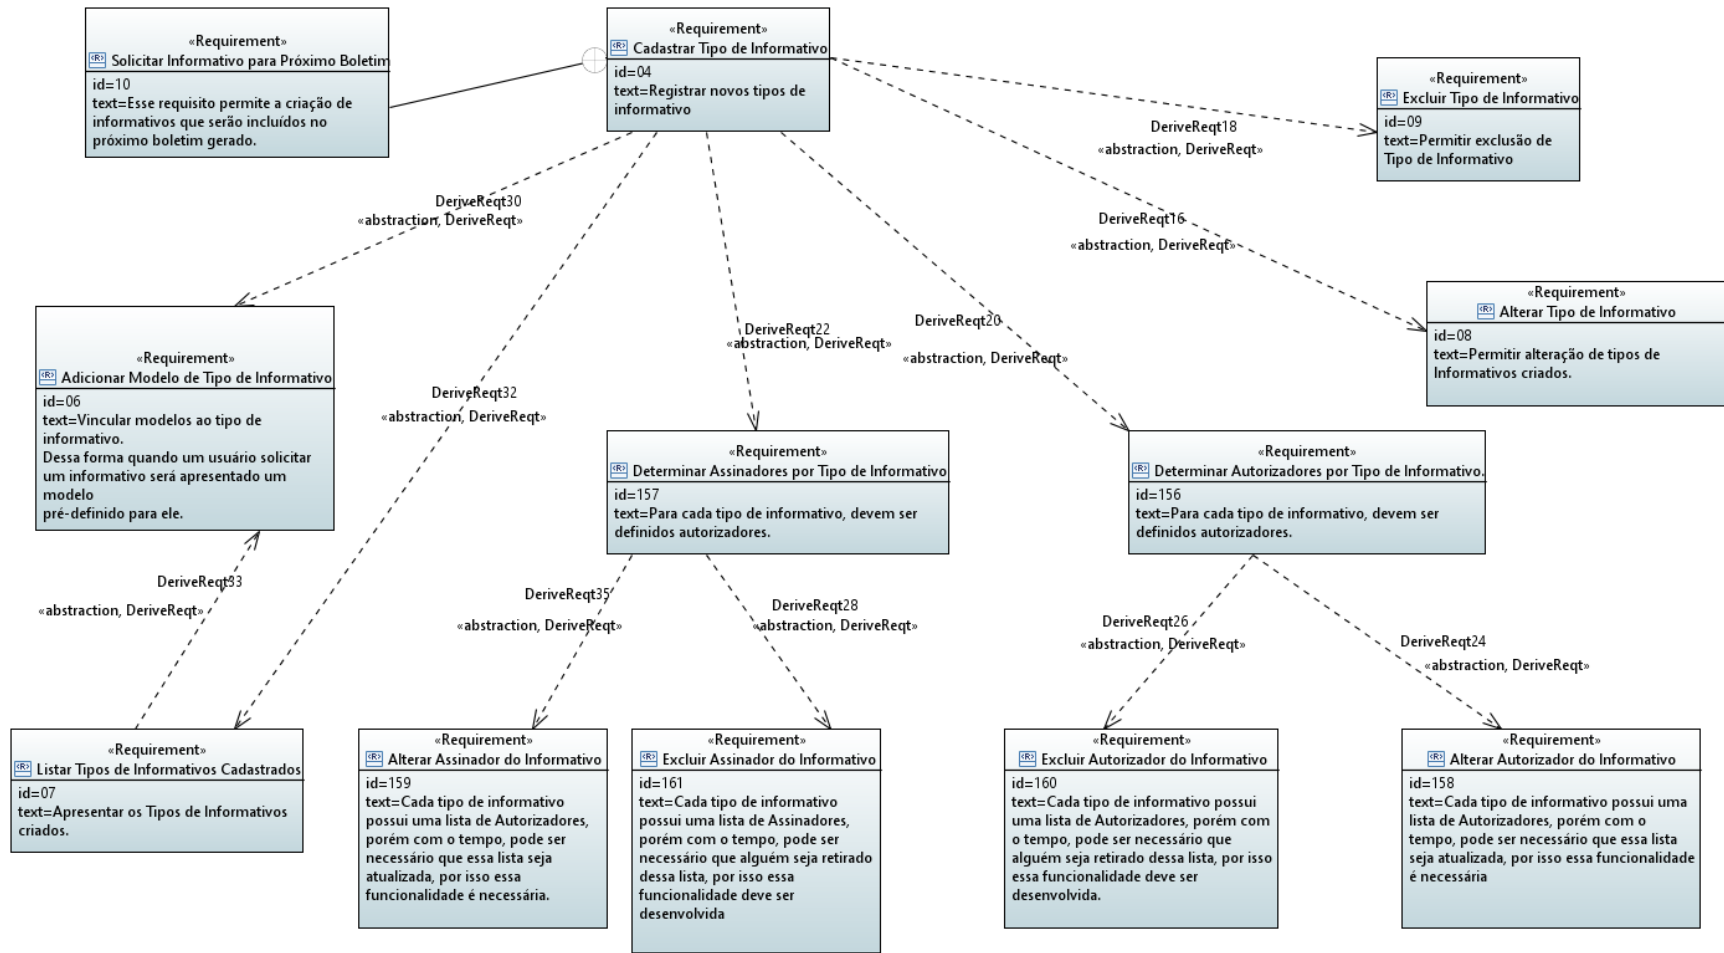 «Requirement»
Solicitar Informativo para Próximo Boletim
id=10
text=Esse requisito permite a criação de
informativos que serão incluídos no
próximo boletim gerado.
«Requirement»
Cadastrar Tipo de Informativo
id=04
text=Registrar novos tipos de
informativo
«Requirement»
Excluir Tipo de Informativo
id=09
text=Permitir exclusão de
Tipo de Informativo
DeriveReqt18
«abstraction, DeriveReqt»
DeriveReqt30
«abstraction, DeriveReqt»
DeriveReqt16
«abstraction, DeriveReqt»
«Requirement»
Alterar Tipo de Informativo
id=08
text=Permitir alteração de tipos de
Informativos criados.
DeriveReqt22
«abstraction, DeriveReqt»
DeriveReqt20
«abstraction, DeriveReqt»
«Requirement»
Adicionar Modelo de Tipo de Informativo
id=06
text=Vincular modelos ao tipo de
informativo.
Dessa forma quando um usuário solicitar
um informativo será apresentado um
modelo
pré-definido para ele.
DeriveReqt32
«abstraction, DeriveReqt»
«Requirement»
Determinar Assinadores por Tipo de Informativo
id=157
text=Para cada tipo de informativo, devem ser
definidos autorizadores.
«Requirement»
Determinar Autorizadores por Tipo de Informativo.
id=156
text=Para cada tipo de informativo, devem ser
definidos autorizadores.
DeriveReqt33
«abstraction, DeriveReqt»
DeriveReqt35
«abstraction, DeriveReqt»
DeriveReqt28
«abstraction, DeriveReqt»
DeriveReqt26
«abstraction, DeriveReqt»
DeriveReqt24
«abstraction, DeriveReqt»
«Requirement»
Listar Tipos de Informativos Cadastrados
id=07
text=Apresentar os Tipos de Informativos
criados.
«Requirement»
Alterar Assinador do Informativo
id=159
text=Cada tipo de informativo
possui uma lista de Autorizadores,
porém com o tempo, pode ser
necessário que essa lista seja
atualizada, por isso essa
funcionalidade é necessária.
«Requirement»
Excluir Assinador do Informativo
id=161
text=Cada tipo de informativo
possui uma lista de Assinadores,
porém com o tempo, pode ser
necessário que alguém seja retirado
dessa lista, por isso essa
funcionalidade deve ser
desenvolvida
«Requirement»
Excluir Autorizador do Informativo
id=160
text=Cada tipo de informativo possui
uma lista de Autorizadores, porém com
o tempo, pode ser necessário que
alguém seja retirado dessa lista, por isso
essa funcionalidade deve ser
desenvolvida.
«Requirement»
Alterar Autorizador do Informativo
id=158
text=Cada tipo de informativo possui uma
lista de Autorizadores, porém com o
tempo, pode ser necessário que essa lista
seja atualizada, por isso essa funcionalidade
é necessária